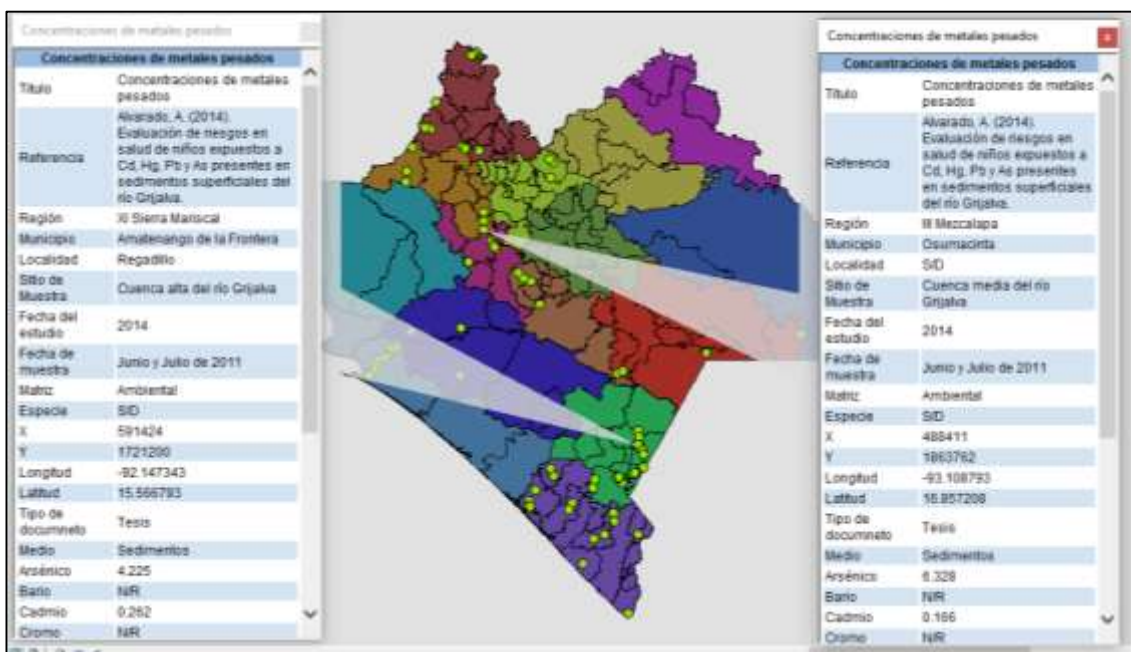 Concentraciones de metales pesados
Concentraciones de metales pesados
Título Concentraciones de metales
pesados
Referencia Alvarado, A. (2014).
Evaluación de riesgos en
salud de niños expuestos a
Cd, Hg, Pb y As presentes en
sedimentos superficiales del
río Grijalva.
Región XI Sierra Mariscal
Municipio Amatenango de la Frontera
Localidad Regadillo
Sitio de
Muestra Cuenca alta del río Grijalva
Fecha del
estudio 2014
Fecha de
muestra Junio y Julio de 2011
Matriz Ambiental
Especie S/D
X 591424
Y 1721200
Longitud -92.147343
Latitud 15.566793
Tipo de
documneto Tesis
Medio Sedimentos
Arsénico 4.225
Bario N/R
Cadmio 0.262
Cromo N/R
Concentraciones de metales pesados
Concentraciones de metales pesados
Título Concentraciones de metales
pesados
Referencia Alvarado, A. (2014).
Evaluación de riesgos en
salud de niños expuestos a
Cd, Hg, Pb y As presentes
en sedimentos superficiales
del río Grijalva.
Región III Mezcalapa
Municipio Osumacinta
Localidad S/D
Sitio de
Muestra Cuenca media del río
Grijalva
Fecha del
estudio 2014
Fecha de
muestra Junio y Julio de 2011
Matriz Ambiental
Especie S/D
X 488411
Y 1863762
Longitud -93.108793
Latitud 16.857208
Tipo de
documneto Tesis
Medio Sedimentos
Arsénico 6.328
Bario N/R
Cadmio 0.166
Cromo N/R